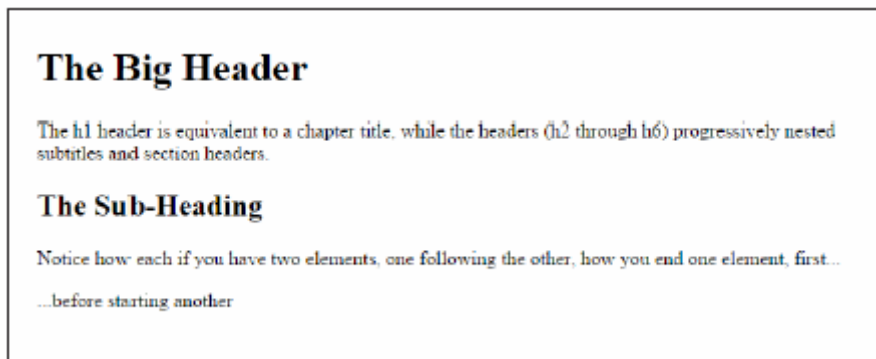 The Big Header
The h1 header is equivalent to a chapter title, while the headers (h2 through h6) progressively nested
subtitles and section headers.
The Sub-Heading
Notice how each if you have two elements, one following the other, how you end one element, first...
...before starting another